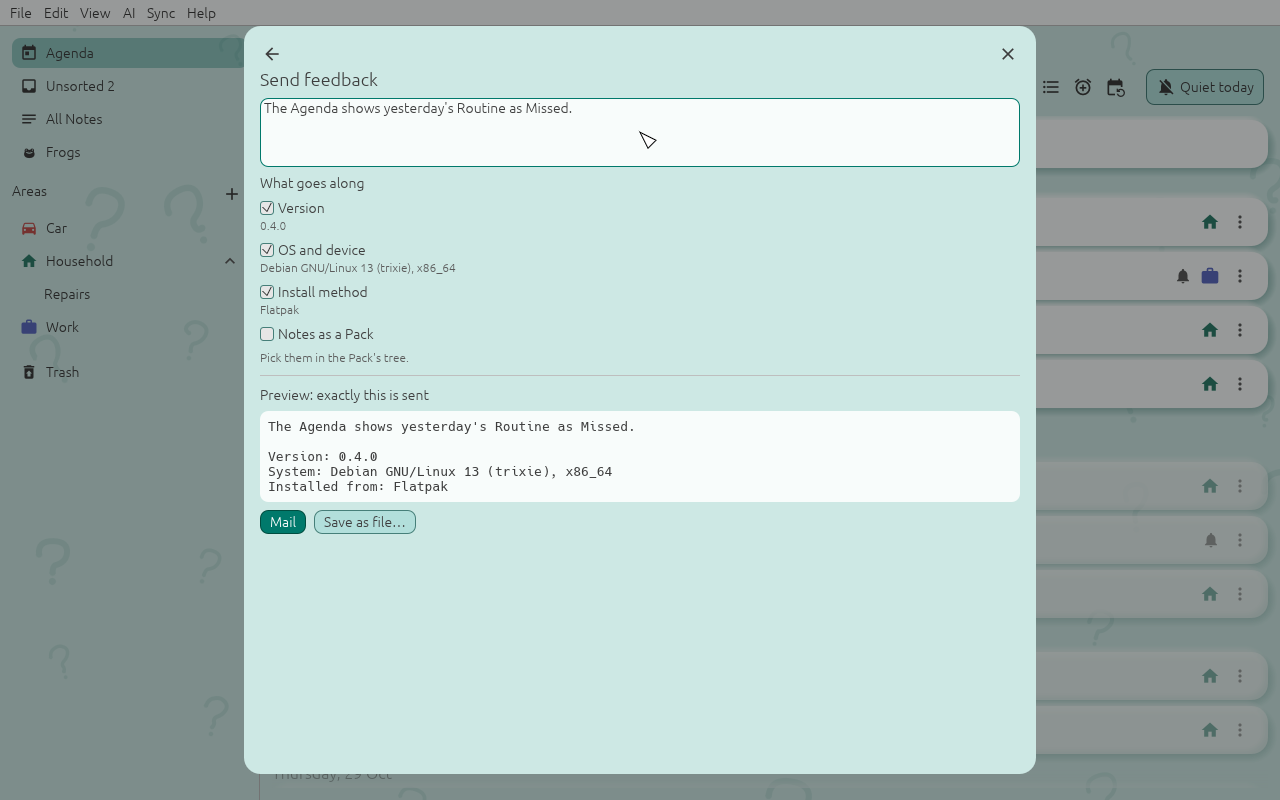 File Edit View AI Sync Help
Agenda
Unsorted 2
All Notes
Frogs
Areas
Car
Household
Repairs
Work
Trash
Quiet today
Send feedback
The Agenda shows yesterday's Routine as Missed.
What goes along
Version
0.4.0
OS and device
Debian GNU/Linux 13 (trixie), x86_64
Install method
Flatpak
Notes as a Pack
Pick them in the Pack's tree.
Preview: exactly this is sent
The Agenda shows yesterday's Routine as Missed.
Version: 0.4.0
System: Debian GNU/Linux 13 (trixie), x86_64
Installed from: Flatpak
Mail
Save as file...
Thursday, 29 Oct